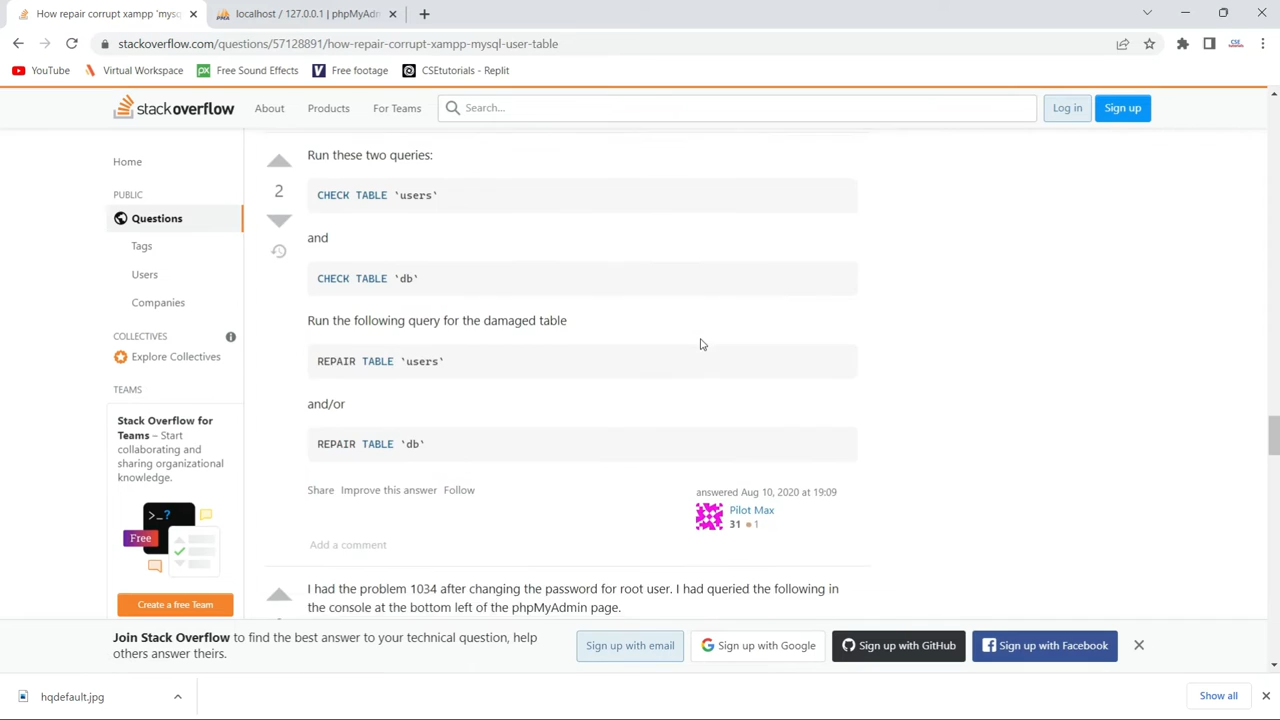 How repair corrupt xampp 'mysq
localhost / 127.0.0.1 | phpMyAdm
stackoverflow.com/questions/57128891/how-repair-corrupt-xampp-mysql-user-table
YouTube
Virtual Workspace
Free Sound Effects
Free footage
CSEtutorials - Replit
stackoverflow
About
Products
For Teams
Search...
Log in
Sign up
Home
PUBLIC
Questions
Tags
Users
Companies
COLLECTIVES
Explore Collectives
TEAMS
Stack Overflow for
Teams – Start
collaborating and
sharing organizational
knowledge.
>_?
Free
Create a free Team
Run these two queries:
2
CHECK TABLE `users`
and
CHECK TABLE `db`
Run the following query for the damaged table
REPAIR TABLE `users`
and/or
REPAIR TABLE `db`
Share Improve this answer Follow
answered Aug 10, 2020 at 19:09
Pilot Max
31 1
Add a comment
I had the problem 1034 after changing the password for root user. I had queried the following in
the console at the bottom left of the phpMyAdmin page.
Join Stack Overflow to find the best answer to your technical question, help
others answer theirs.
Sign up with email
Sign up with Google
Sign up with GitHub
Sign up with Facebook
hqdefault.jpg
Show all